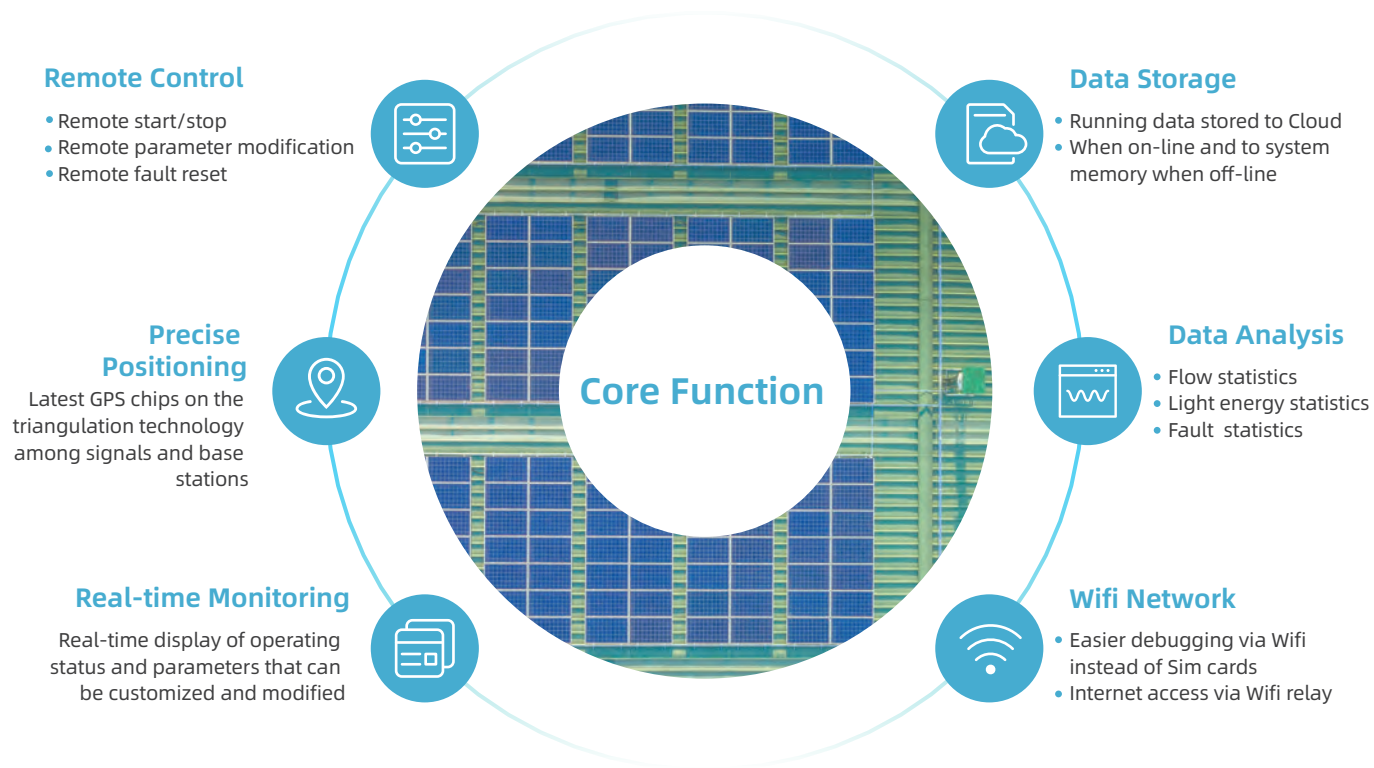 Remote Control
Remote start/stop
Remote parameter modification
Remote fault reset
Precise
Positioning
Latest GPS chips on the
triangulation technology
among signals and base
stations
Real-time Monitoring
Real-time display of operating
status and parameters that can
be customized and modified
Core Function
Data Storage
Running data stored to Cloud
When on-line and to system
memory when off-line
Data Analysis
Flow statistics
Light energy statistics
Fault  statistics
Wifi Network
Easier debugging via Wifi
instead of Sim cards
Internet access via Wifi relay